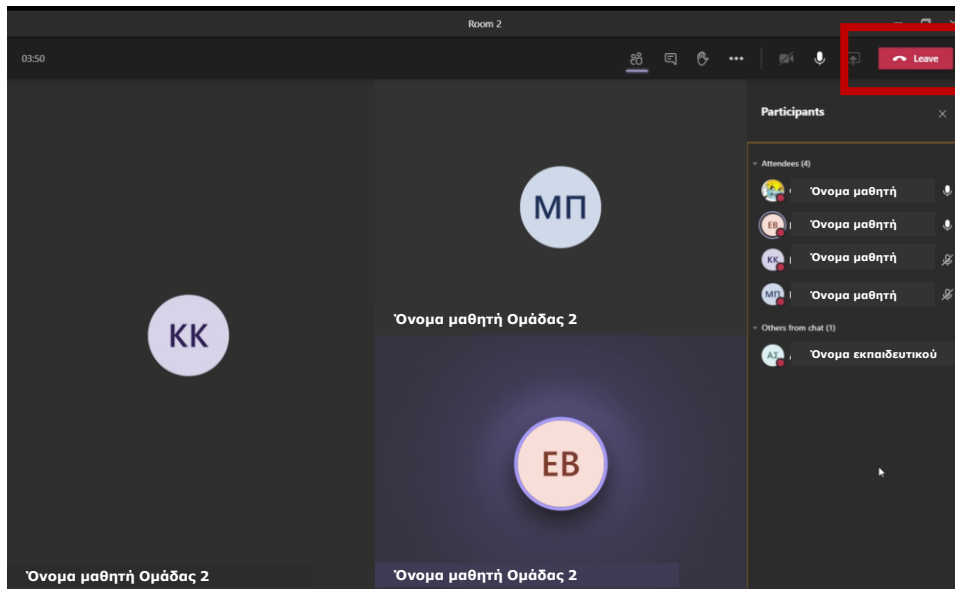 Room 2
03:50
Leave
Participants
Attendees (4)
Όνομα μαθητή
EB Όνομα μαθητή
KK Όνομα μαθητή
ΜΠ Όνομα μαθητή
Others from chat (1)
ΑΣ Όνομα εκπαιδευτικού
ΜΠ
Όνομα μαθητή Ομάδας 2
KK
Όνομα μαθητή Ομάδας 2
EB
Όνομα μαθητή Ομάδας 2